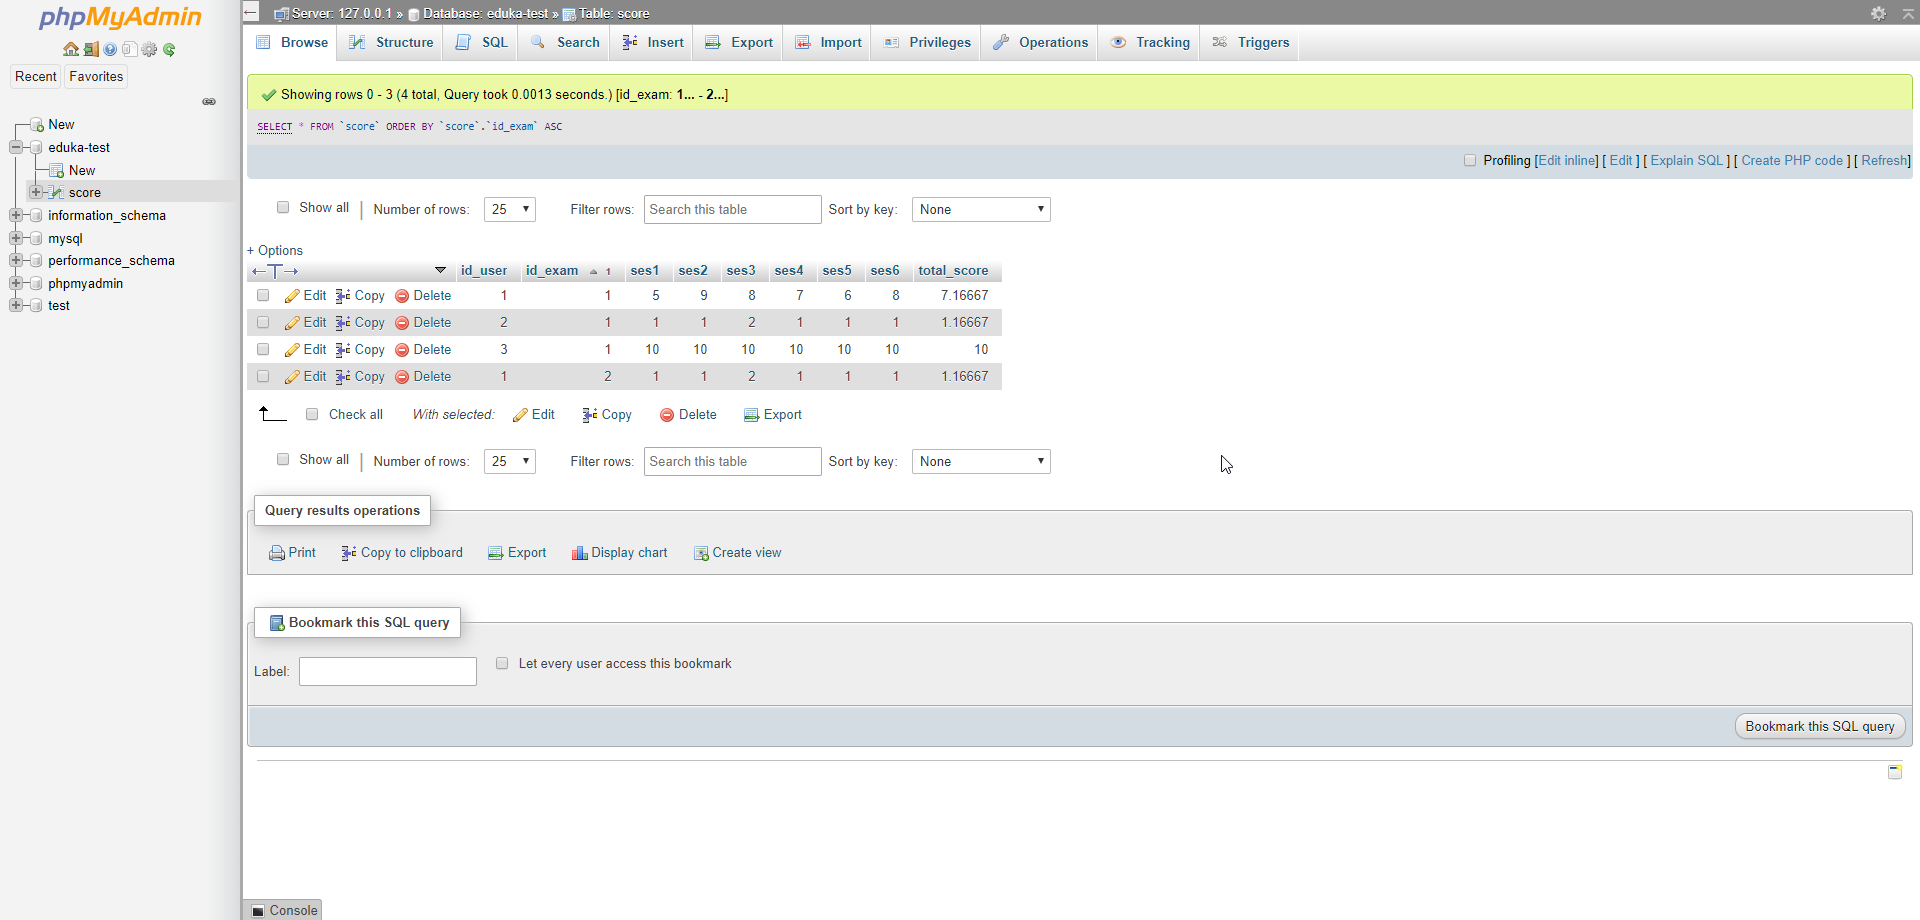 phpMyAdmin
Recent Favorites
New
eduka-test
New
score
information_schema
mysql
performance_schema
phpmyadmin
test
Server: 127.0.0.1 » Database: eduka-test » Table: score
Browse Structure SQL Search Insert Export Import Privileges Operations Tracking Triggers
Showing rows 0 - 3 (4 total, Query took 0.0013 seconds.) [id_exam: 1... - 2...]
SELECT * FROM `score` ORDER BY `score`.`id_exam` ASC
Profiling [Edit inline] [ Edit ] [ Explain SQL ] [ Create PHP code ] [ Refresh]
Show all | Number of rows: 25 Filter rows: Search this table Sort by key: None
+ Options
←T→ id_user id_exam 1 ses1 ses2 ses3 ses4 ses5 ses6 total_score
Edit Copy Delete 1 1 5 9 8 7 6 8 7.16667
Edit Copy Delete 2 1 1 1 2 1 1 1 1.16667
Edit Copy Delete 3 1 10 10 10 10 10 10 10
Edit Copy Delete 1 2 1 1 2 1 1 1 1.16667
Check all With selected: Edit Copy Delete Export
Show all | Number of rows: 25 Filter rows: Search this table Sort by key: None
Query results operations
Print Copy to clipboard Export Display chart Create view
Bookmark this SQL query
Label: Let every user access this bookmark
Bookmark this SQL query
Console